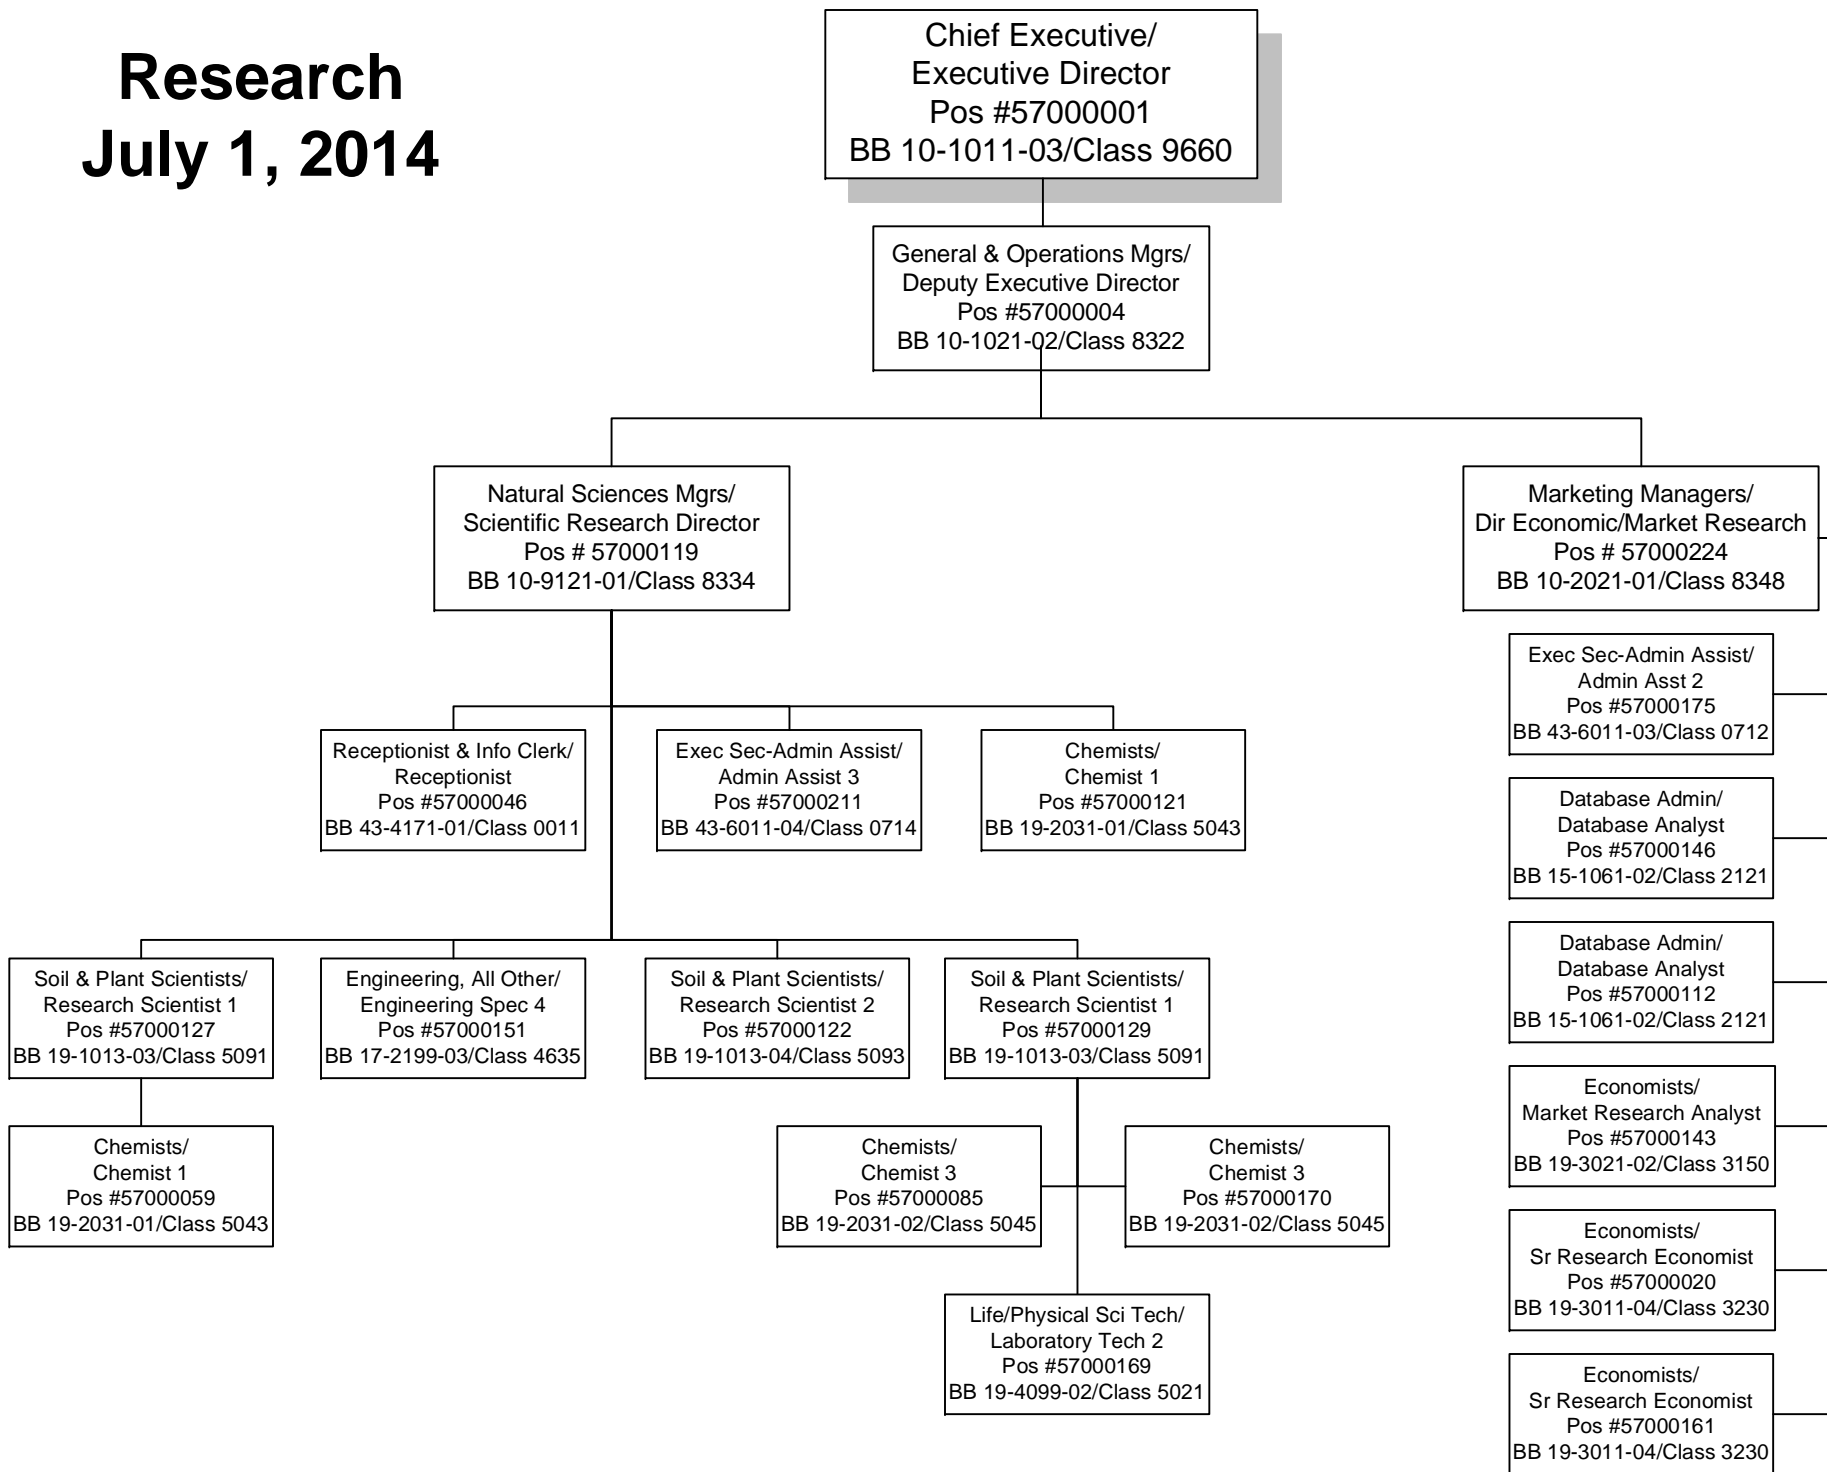 Research
July 1, 2014
Chief Executive/
Executive Director
Pos #57000001
BB 10-1011-03/Class 9660
General & Operations Mgrs/
Deputy Executive Director
Pos #57000004
BB 10-1021-02/Class 8322
Natural Sciences Mgrs/
Scientific Research Director
Pos # 57000119
BB 10-9121-01/Class 8334
Marketing Managers/
Dir Economic/Market Research
Pos # 57000224
BB 10-2021-01/Class 8348
Receptionist & Info Clerk/
Receptionist
Pos #57000046
BB 43-4171-01/Class 0011
Exec Sec-Admin Assist/
Admin Assist 3
Pos #57000211
BB 43-6011-04/Class 0714
Chemists/
Chemist 1
Pos #57000121
BB 19-2031-01/Class 5043
Soil & Plant Scientists/
Research Scientist 1
Pos #57000127
BB 19-1013-03/Class 5091
Engineering, All Other/
Engineering Spec 4
Pos #57000151
BB 17-2199-03/Class 4635
Soil & Plant Scientists/
Research Scientist 2
Pos #57000122
BB 19-1013-04/Class 5093
Soil & Plant Scientists/
Research Scientist 1
Pos #57000129
BB 19-1013-03/Class 5091
Chemists/
Chemist 1
Pos #57000059
BB 19-2031-01/Class 5043
Chemists/
Chemist 3
Pos #57000085
BB 19-2031-02/Class 5045
Chemists/
Chemist 3
Pos #57000170
BB 19-2031-02/Class 5045
Life/Physical Sci Tech/
Laboratory Tech 2
Pos #57000169
BB 19-4099-02/Class 5021
Exec Sec-Admin Assist/
Admin Asst 2
Pos #57000175
BB 43-6011-03/Class 0712
Database Admin/
Database Analyst
Pos #57000146
BB 15-1061-02/Class 2121
Database Admin/
Database Analyst
Pos #57000112
BB 15-1061-02/Class 2121
Economists/
Market Research Analyst
Pos #57000143
BB 19-3021-02/Class 3150
Economists/
Sr Research Economist
Pos #57000020
BB 19-3011-04/Class 3230
Economists/
Sr Research Economist
Pos #57000161
BB 19-3011-04/Class 3230